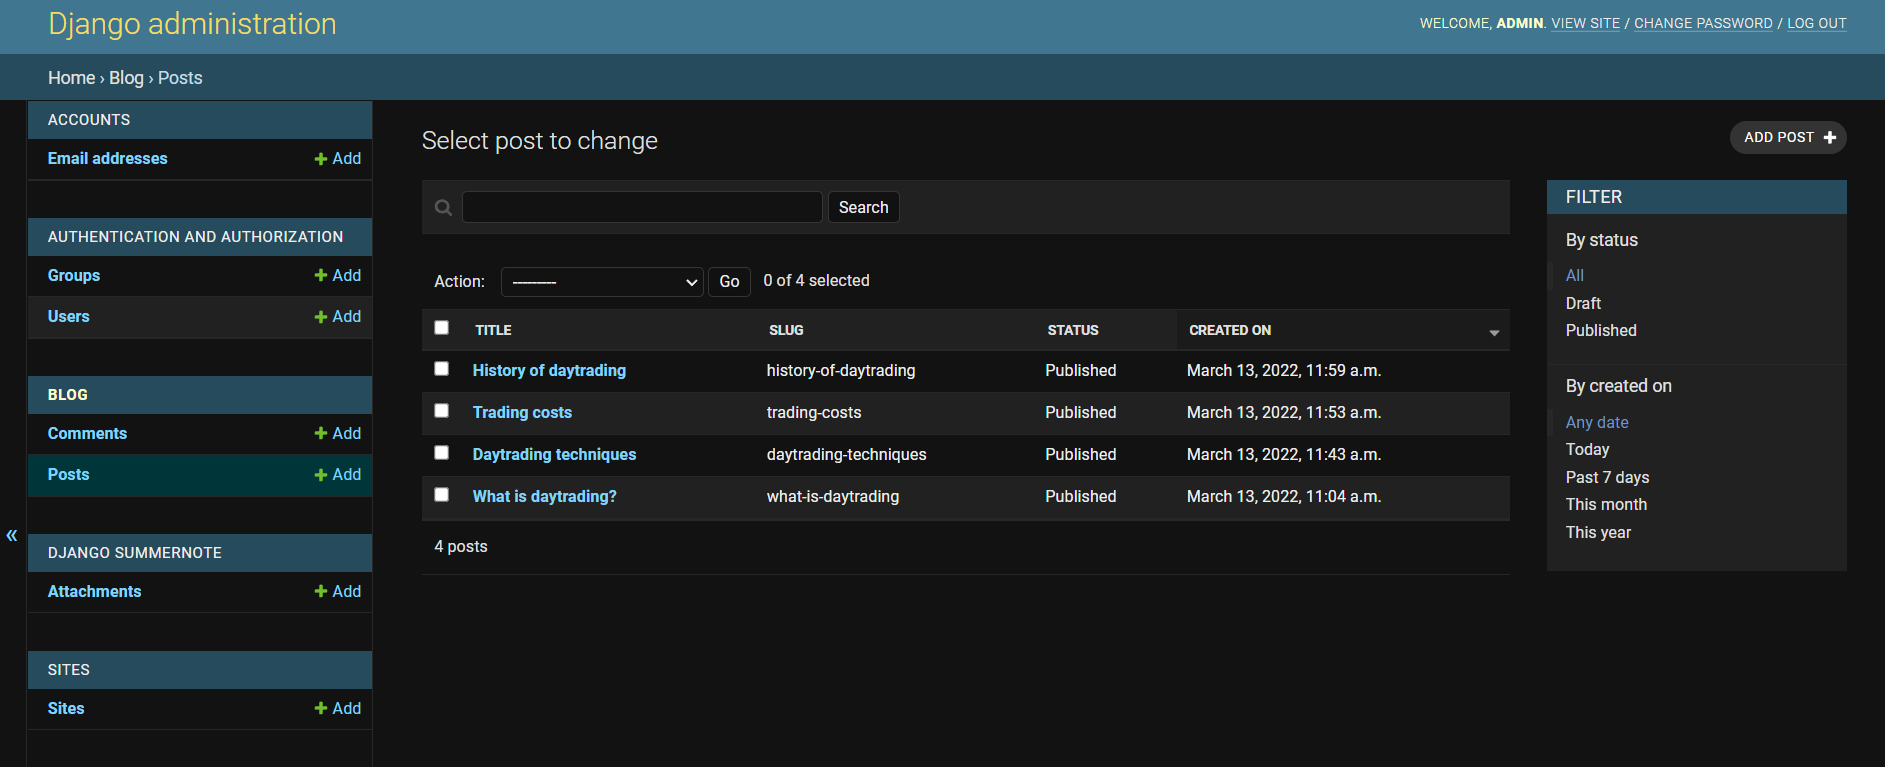 Django administration
WELCOME, ADMIN. VIEW SITE / CHANGE PASSWORD / LOG OUT
Home › Blog › Posts
ACCOUNTS
Email addresses + Add
AUTHENTICATION AND AUTHORIZATION
Groups + Add
Users + Add
BLOG
Comments + Add
Posts + Add
DJANGO SUMMERNOTE
Attachments + Add
SITES
Sites + Add
«
Select post to change
ADD POST +
Search
Action: --------- Go 0 of 4 selected
TITLE SLUG STATUS CREATED ON
History of daytrading history-of-daytrading Published March 13, 2022, 11:59 a.m.
Trading costs trading-costs Published March 13, 2022, 11:53 a.m.
Daytrading techniques daytrading-techniques Published March 13, 2022, 11:43 a.m.
What is daytrading? what-is-daytrading Published March 13, 2022, 11:04 a.m.
4 posts
FILTER
By status
All
Draft
Published
By created on
Any date
Today
Past 7 days
This month
This year